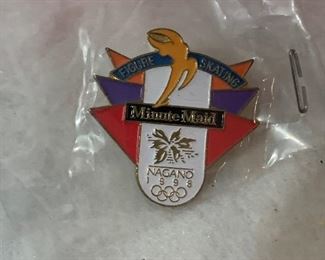 FIGURE SKATING
Minute Maid
NAGANO
1998